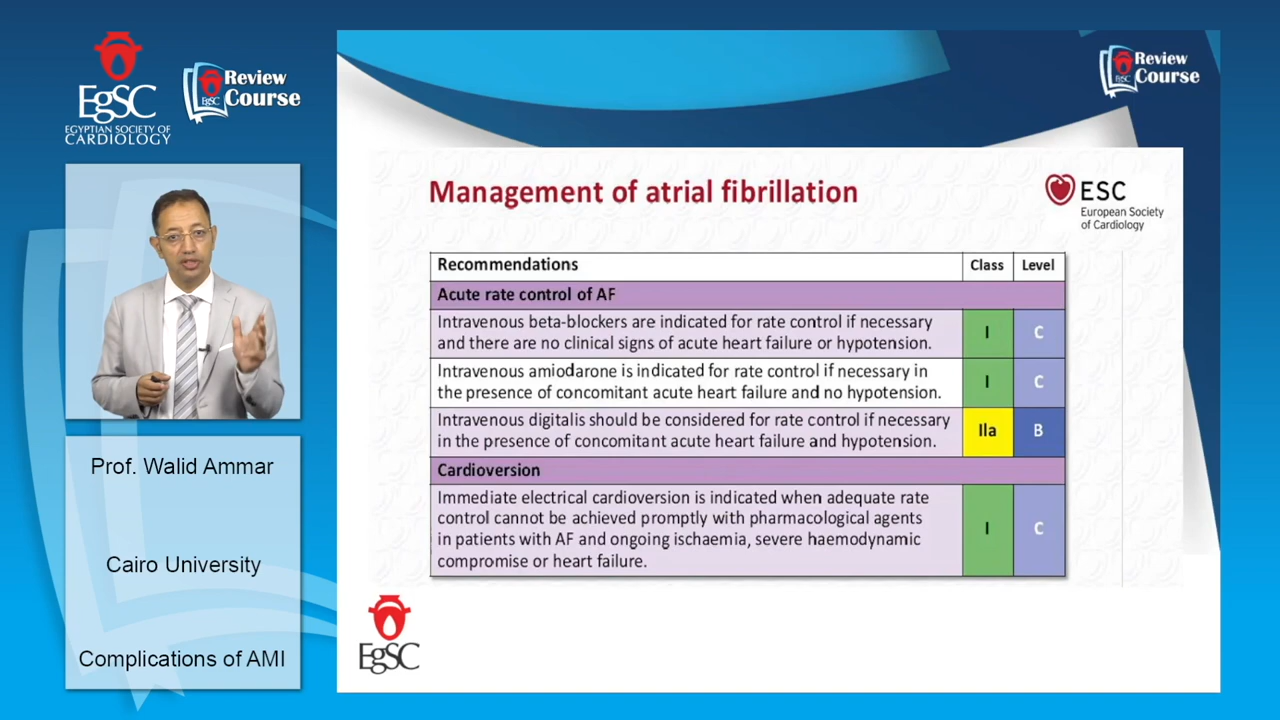 EgSC
EGYPTIAN SOCIETY OF
CARDIOLOGY
EgSC
Review
Course
Prof. Walid Ammar
Cairo University
Complications of AMI
EgSC
Review
Course
Management of atrial fibrillation
ESC
European Society
of Cardiology
Recommendations Class Level
Acute rate control of AF
Intravenous beta-blockers are indicated for rate control if necessary
and there are no clinical signs of acute heart failure or hypotension.
I C
Intravenous amiodarone is indicated for rate control if necessary in
the presence of concomitant acute heart failure and no hypotension.
I C
Intravenous digitalis should be considered for rate control if necessary
in the presence of concomitant acute heart failure and hypotension.
IIa B
Cardioversion
Immediate electrical cardioversion is indicated when adequate rate
control cannot be achieved promptly with pharmacological agents
in patients with AF and ongoing ischaemia, severe haemodynamic
compromise or heart failure.
I C
EgSC